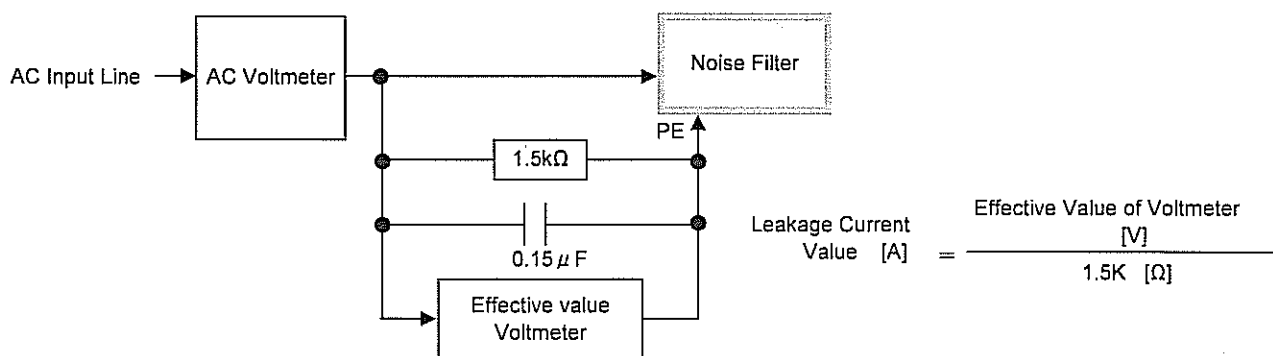 AC Input Line
AC Voltmeter
Noise Filter
PE
1.5kΩ
0.15μF
Effective value
Voltmeter
Leakage Current
Value [A]
=
Effective Value of Voltmeter
[V]
1.5K [Ω]